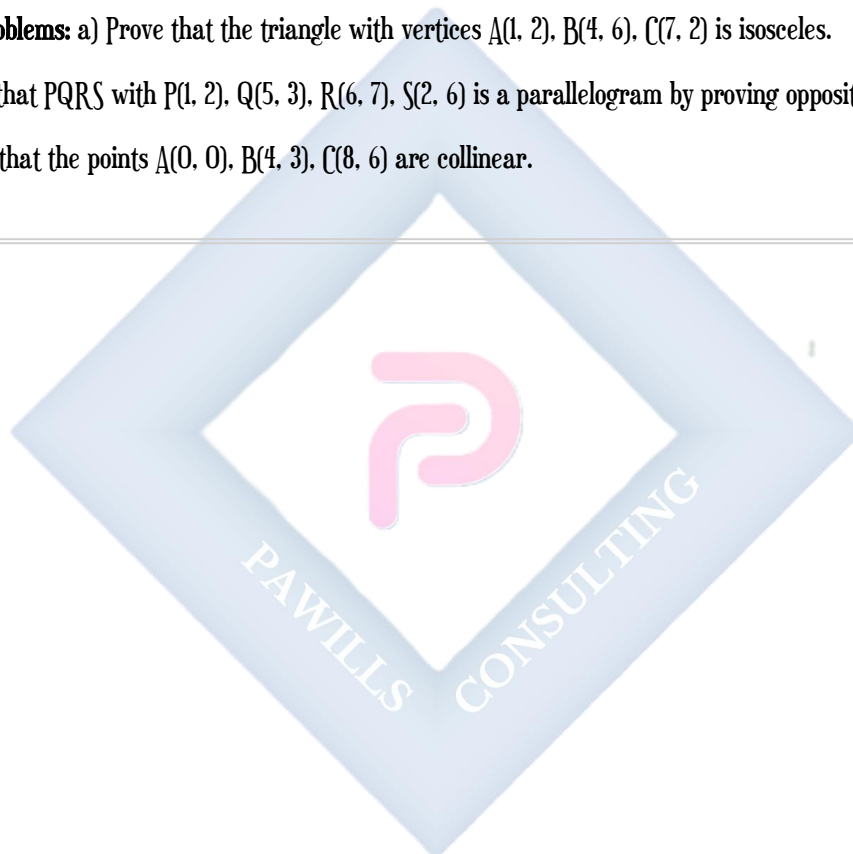 oblems: a) Prove that the triangle with vertices A(1, 2), B(4, 6), C(7, 2) is isosceles.
that PQRS with P(1, 2), Q(5, 3), R(6, 7), S(2, 6) is a parallelogram by proving opposit
that the points A(0, 0), B(4, 3), C(8, 6) are collinear.
PAWILLS CONSULTING